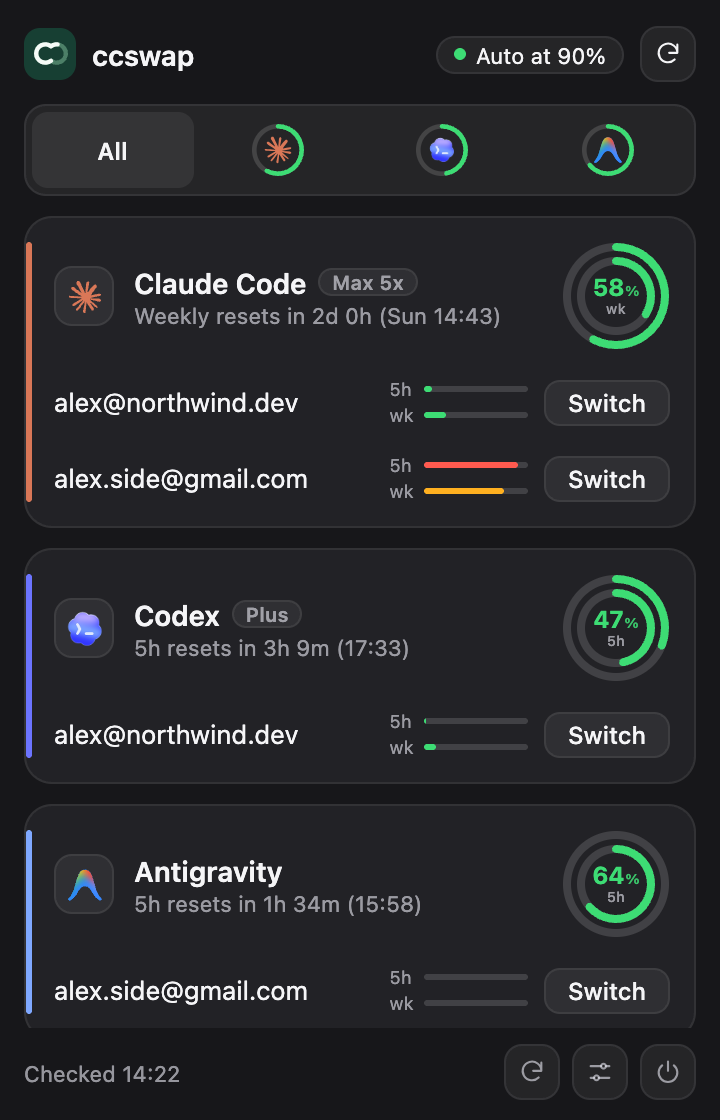 ccswap
Auto at 90%
All
Claude Code
Max 5x
Weekly resets in 2d 0h (Sun 14:43)
58%
wk
alex@northwind.dev
5h
wk
Switch
alex.side@gmail.com
5h
wk
Switch
Codex
Plus
5h resets in 3h 9m (17:33)
47%
5h
alex@northwind.dev
5h
wk
Switch
Antigravity
5h resets in 1h 34m (15:58)
64%
5h
alex.side@gmail.com
5h
wk
Switch
Checked 14:22